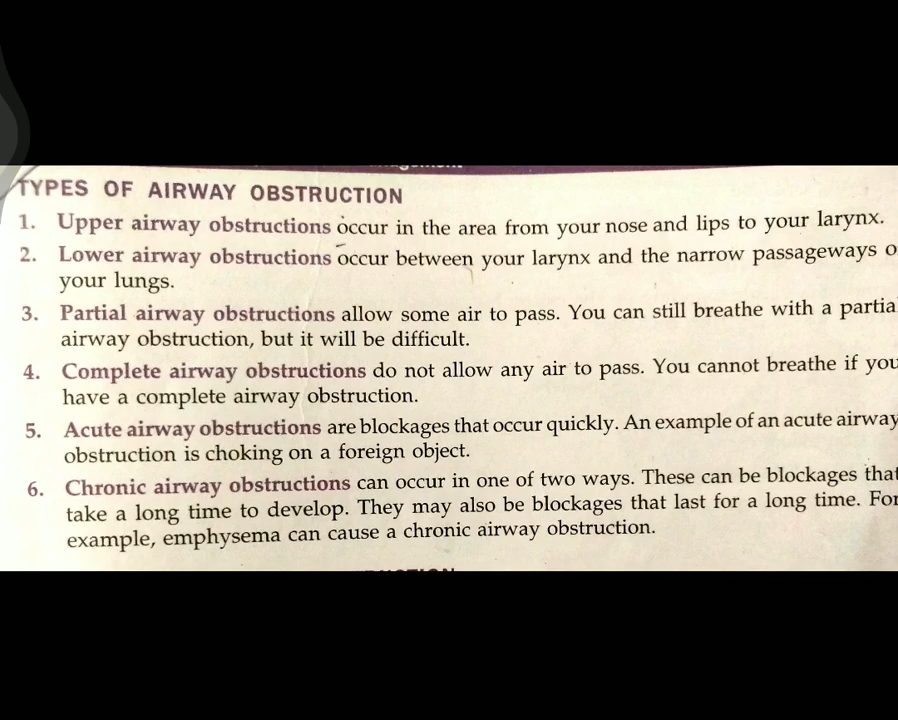 TYPES OF AIRWAY OBSTRUCTION
1. Upper airway obstructions occur in the area from your nose and lips to your larynx.
2. Lower airway obstructions occur between your larynx and the narrow passageways
your lungs.
3. Partial airway obstructions allow some air to pass. You can still breathe with a partial
airway obstruction, but it will be difficult.
4. Complete airway obstructions do not allow any air to pass. You cannot breathe if you
have a complete airway obstruction.
5. Acute airway obstructions are blockages that occur quickly. An example of an acute airway
obstruction is choking on a foreign object.
6. Chronic airway obstructions can occur in one of two ways. These can be blockages that
take a long time to develop. They may also be blockages that last for a long time. For
example, emphysema can cause a chronic airway obstruction.